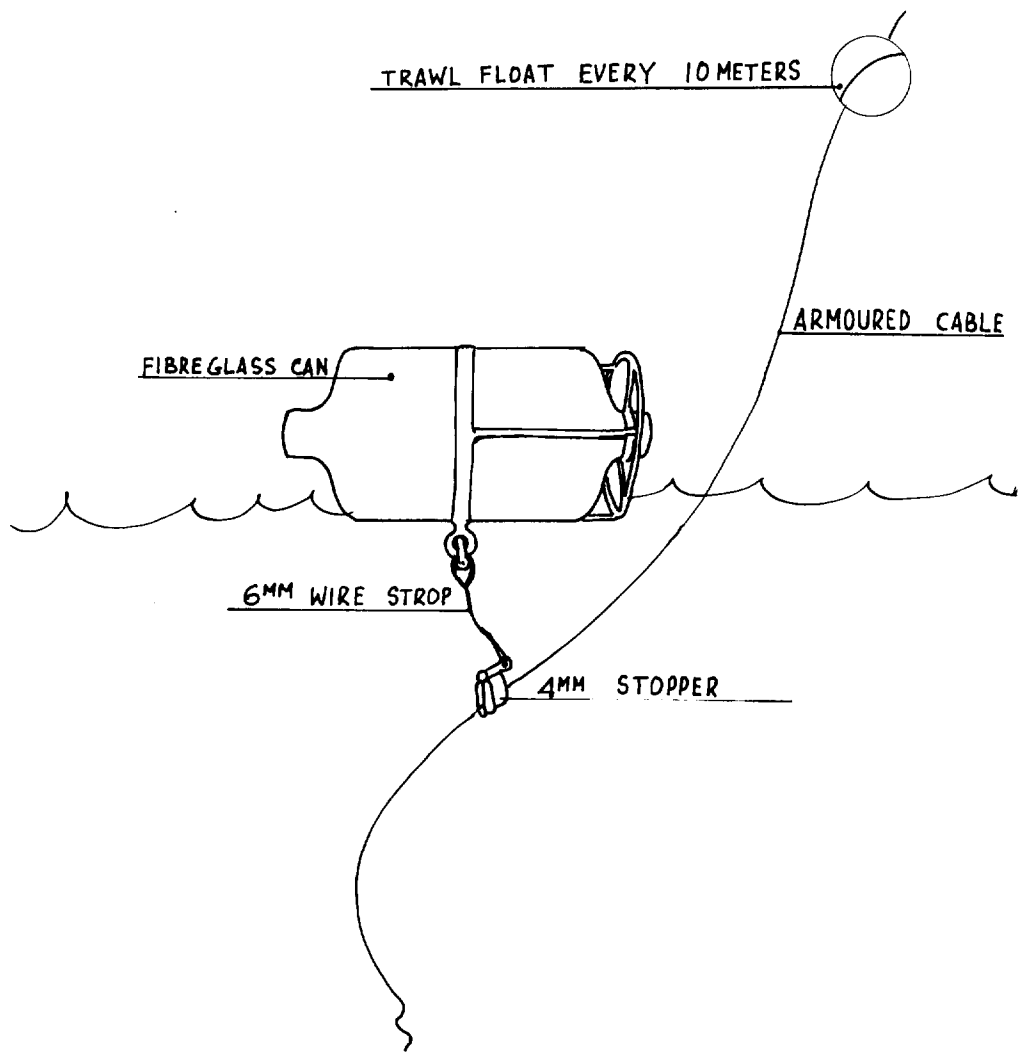 TRAWL FLOAT EVERY 10 METERS
ARMOURED CABLE
FIBREGLASS CAN
6MM WIRE STROP
4MM STOPPER